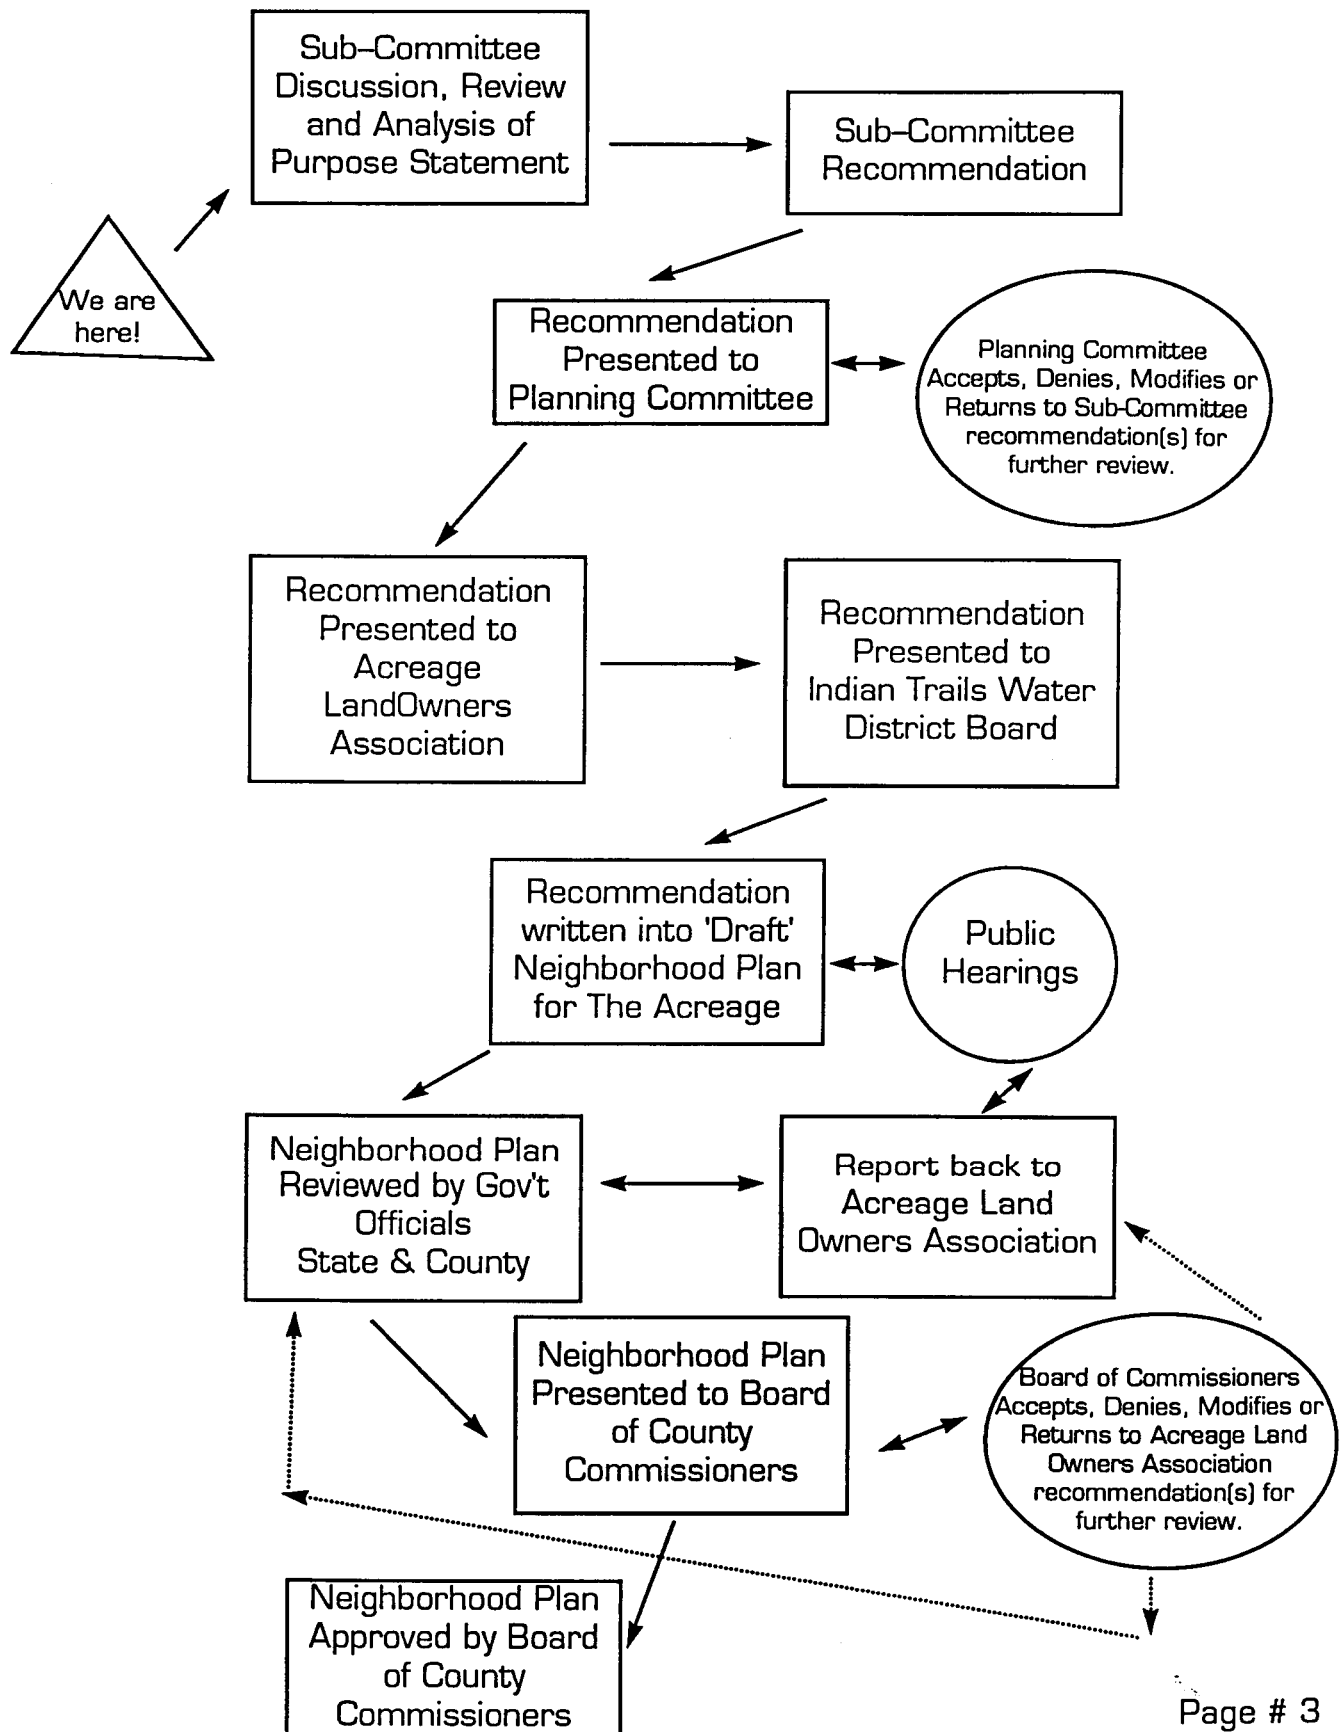 Sub-Committee
Discussion, Review
and Analysis of
Purpose Statement
Sub-Committee
Recommendation
We are
here!
Recommendation
Presented to
Planning Committee
Planning Committee
Accepts, Denies, Modifies or
Returns to Sub-Committee
recommendation(s) for
further review.
Recommendation
Presented to
Acreage
LandOwners
Association
Recommendation
Presented to
Indian Trails Water
District Board
Recommendation
written into 'Draft'
Neighborhood Plan
for The Acreage
Public
Hearings
Neighborhood Plan
Reviewed by Gov't
Officials
State & County
Report back to
Acreage Land
Owners Association
Neighborhood Plan
Presented to Board
of County
Commissioners
Board of Commissioners
Accepts, Denies, Modifies or
Returns to Acreage Land
Owners Association
recommendation(s) for
further review.
Neighborhood Plan
Approved by Board
of County
Commissioners
Page # 3